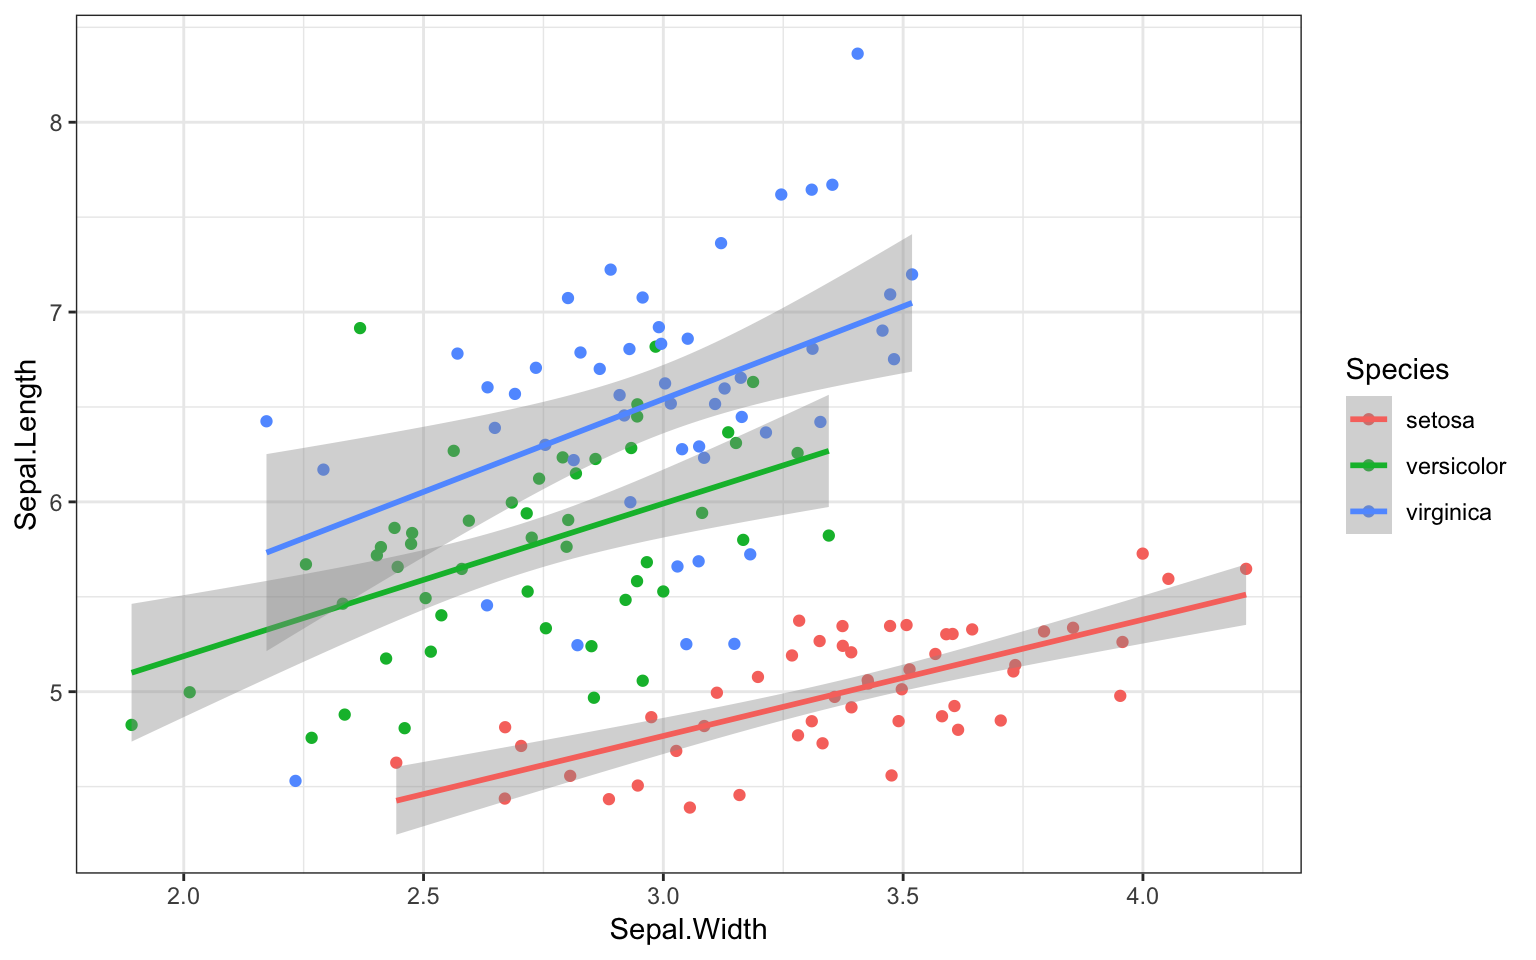 8
7
6
5
Sepal.Length
2.0 2.5 3.0 3.5 4.0
Sepal.Width
Species
setosa
versicolor
virginica